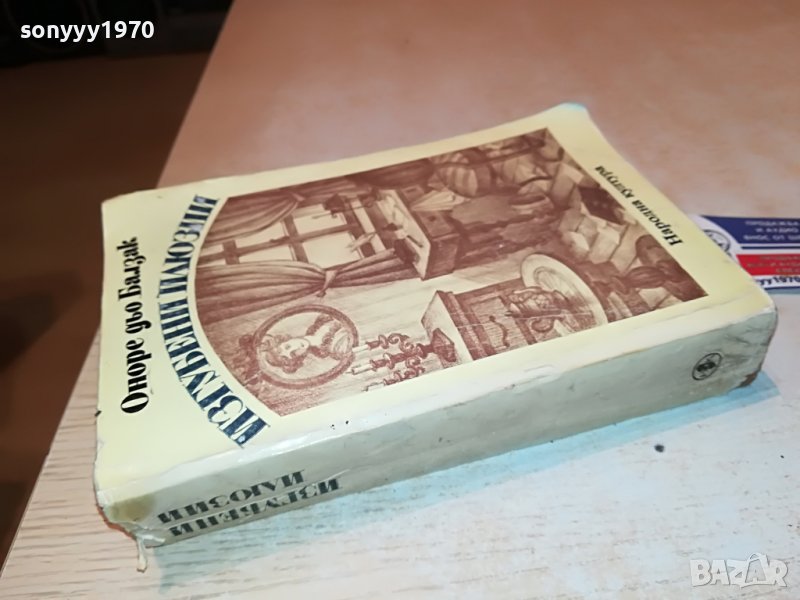 sonyyy1970
Оноре дьо Балзак
ИЗГУБЕНИ ИЛЮЗИИ
Народна култура
ИЗГУБЕНИ
ИЛЮЗИИ
BAZAR